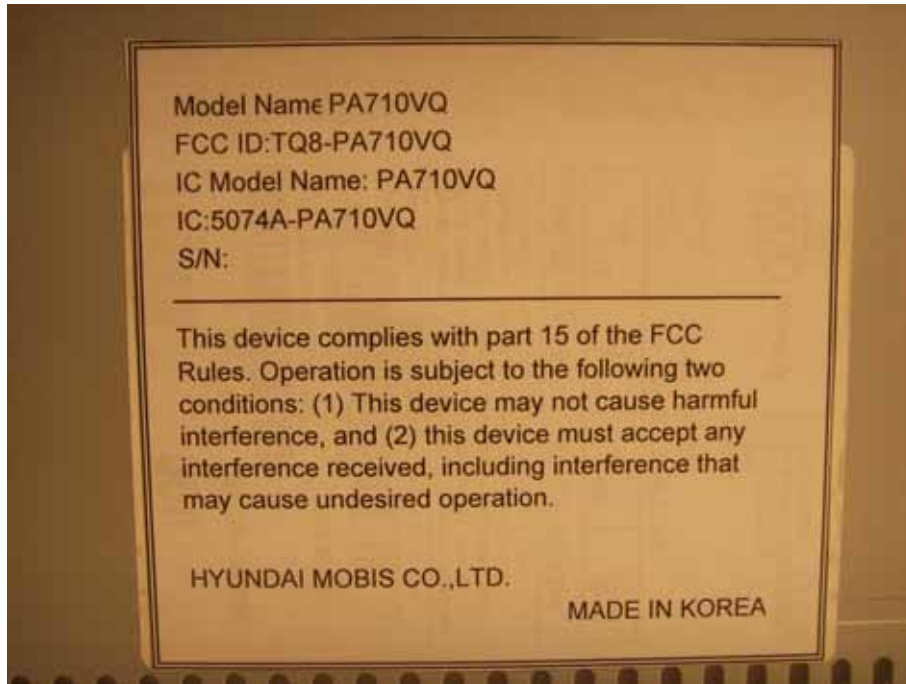 Model Name PA710VQ
FCC ID:TQ8-PA710VQ
IC Model Name: PA710VQ
IC:5074A-PA710VQ
S/N:
This device complies with part 15 of the FCC
Rules. Operation is subject to the following two
conditions: (1) This device may not cause harmful
interference, and (2) this device must accept any
interference received, including interference that
may cause undesired operation.
HYUNDAI MOBIS CO.,LTD.
MADE IN KOREA